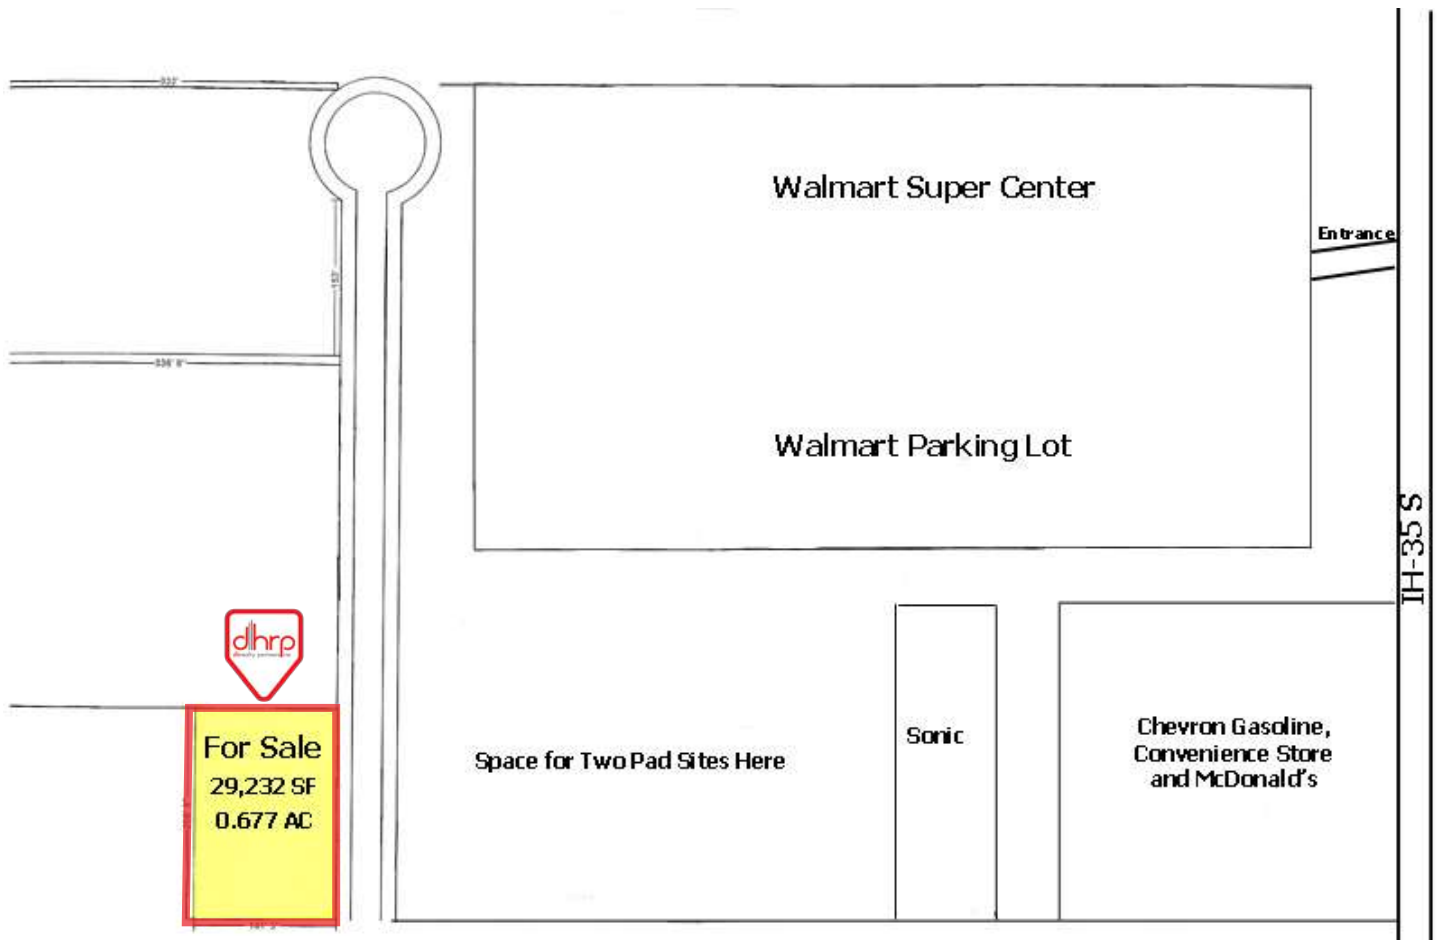 332'
Walmart Super Center
Entrance
Walmart Parking Lot
IH-35 S
dhrp
For Sale
29,232 SF
0.677 AC
Space for Two Pad Sites Here
Sonic
Chevron Gasoline,
Convenience Store
and McDonald's